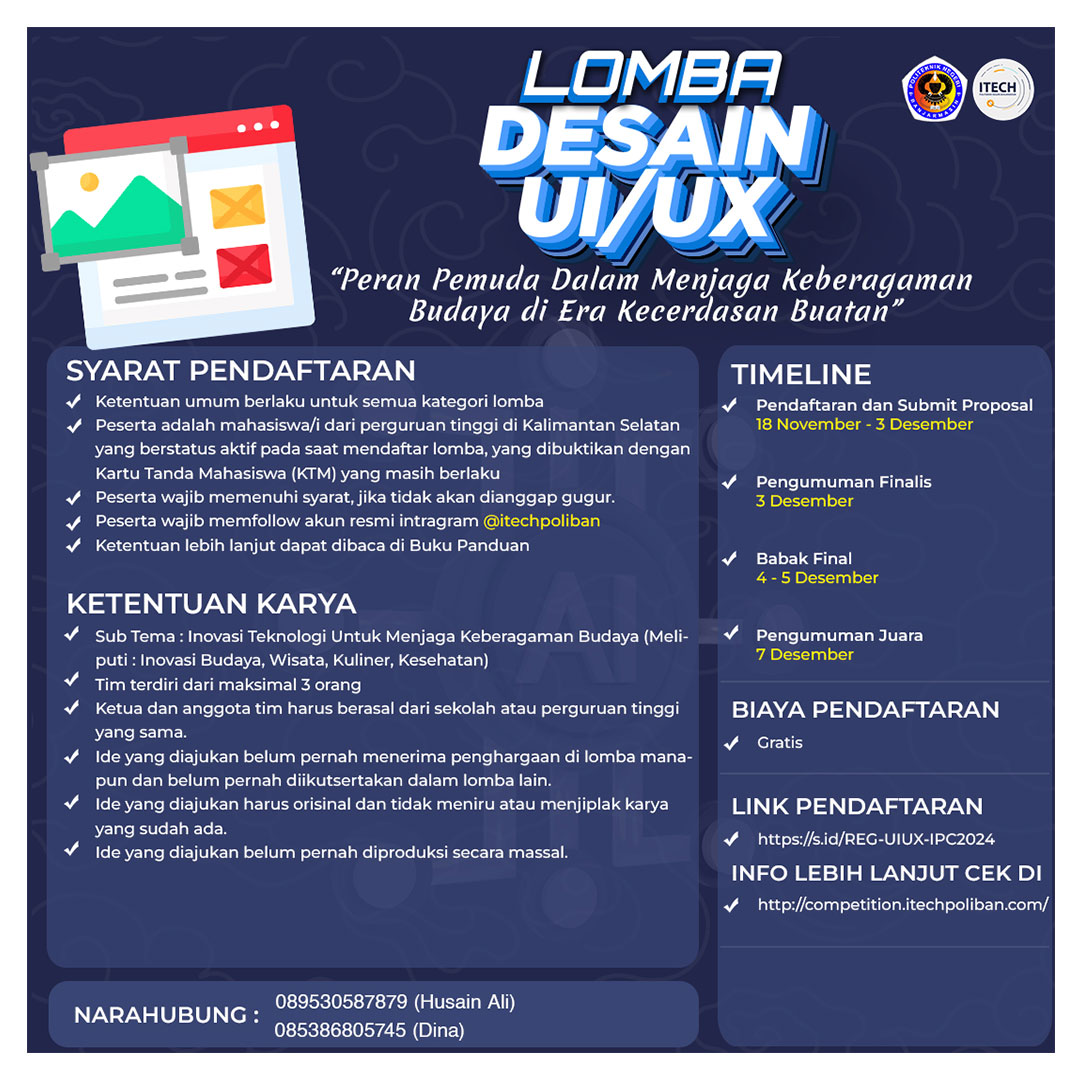 LOMBA
DESAIN
UI/UX
POLITEKNIK NEGERI
BANJARMASIN
ITECH
“Peran Pemuda Dalam Menjaga Keberagaman
Budaya di Era Kecerdasan Buatan”
SYARAT PENDAFTARAN
Ketentuan umum berlaku untuk semua kategori lomba
Peserta adalah mahasiswa/i dari perguruan tinggi di Kalimantan Selatan
yang berstatus aktif pada saat mendaftar lomba, yang dibuktikan dengan
Kartu Tanda Mahasiswa (KTM) yang masih berlaku
Peserta wajib memenuhi syarat, jika tidak akan dianggap gugur.
Peserta wajib memfollow akun resmi intragram @itechpoliban
Ketentuan lebih lanjut dapat dibaca di Buku Panduan
KETENTUAN KARYA
Sub Tema : Inovasi Teknologi Untuk Menjaga Keberagaman Budaya (Meli-
puti : Inovasi Budaya, Wisata, Kuliner, Kesehatan)
Tim terdiri dari maksimal 3 orang
Ketua dan anggota tim harus berasal dari sekolah atau perguruan tinggi
yang sama.
Ide yang diajukan belum pernah menerima penghargaan di lomba mana-
pun dan belum pernah diikutsertakan dalam lomba lain.
Ide yang diajukan harus orisinal dan tidak meniru atau menjiplak karya
yang sudah ada.
Ide yang diajukan belum pernah diproduksi secara massal.
AI
NARAHUBUNG :
089530587879 (Husain Ali)
085386805745 (Dina)
TIMELINE
Pendaftaran dan Submit Proposal
18 November - 3 Desember
Pengumuman Finalis
3 Desember
Babak Final
4 - 5 Desember
Pengumuman Juara
7 Desember
BIAYA PENDAFTARAN
Gratis
LINK PENDAFTARAN
https://s.id/REG-UIUX-IPC2024
INFO LEBIH LANJUT CEK DI
http://competition.itechpoliban.com/